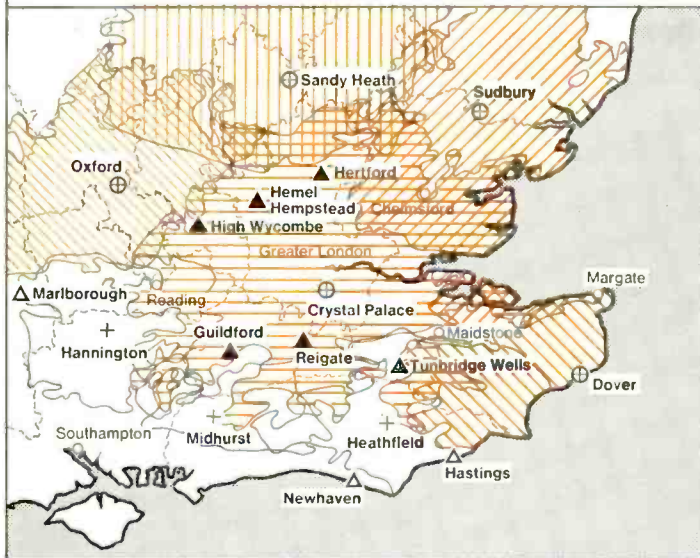 Sandy Heath
Sudbury
Oxford
Hertford
Hemel
Hempstead
Chelmsford
High Wycombe
Greater London
Marlborough
Reading
Crystal Palace
Margate
Hannington
Guildford
Reigate
Maidstone
Tunbridge Wells
Dover
Southampton
Midhurst
Heathfield
Hastings
Newhaven